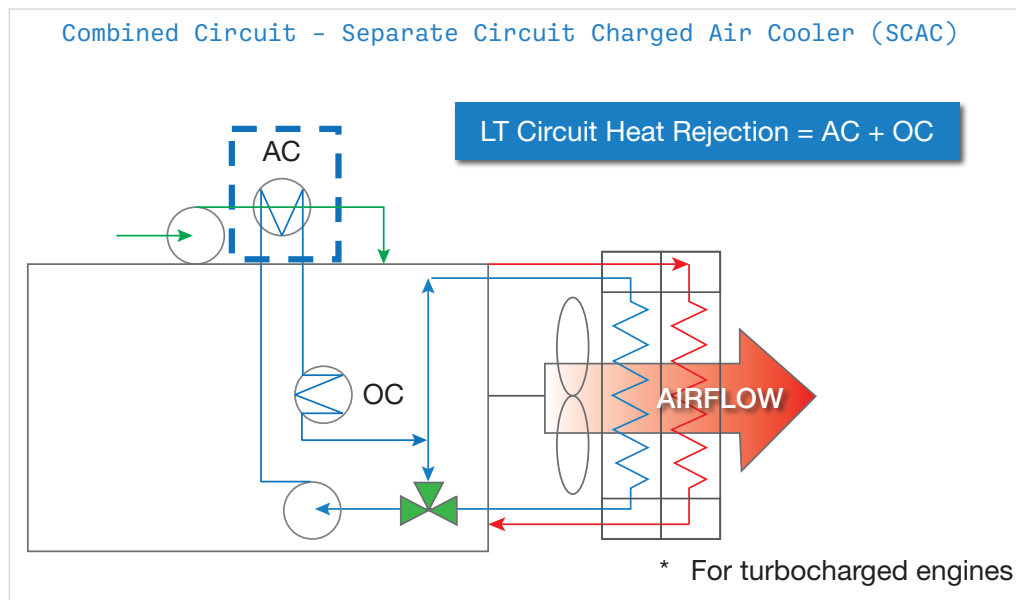 Combined Circuit – Separate Circuit Charged Air Cooler (SCAC)
LT Circuit Heat Rejection = AC + OC
AC
OC
AIRFLOW
* For turbocharged engines